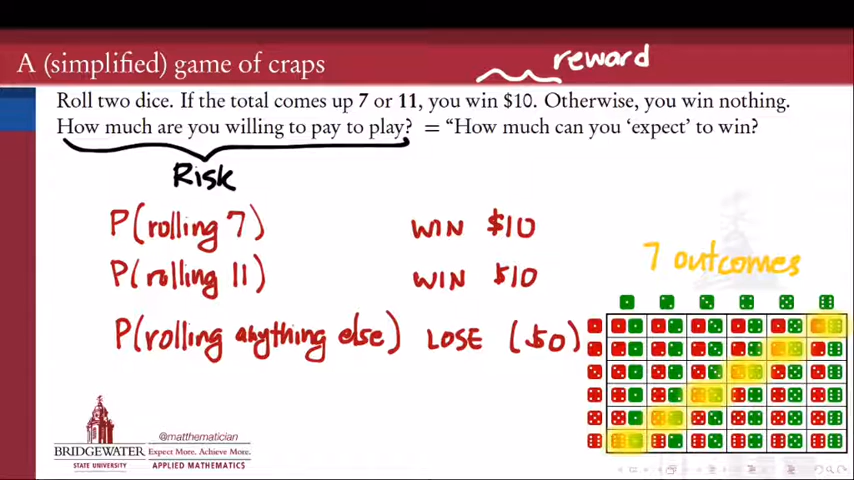 A (simplified) game of craps
reward
Roll two dice. If the total comes up 7 or 11, you win $10. Otherwise, you win nothing.
How much are you willing to pay to play? = "How much can you 'expect' to win?
Risk
P(rolling 7) WIN $10
P(rolling 11) WIN $10
P(rolling anything else) LOSE ($0)
7 outcomes
@matthematician
BRIDGEWATER
STATE UNIVERSITY
Expect More. Achieve More.
APPLIED MATHEMATICS